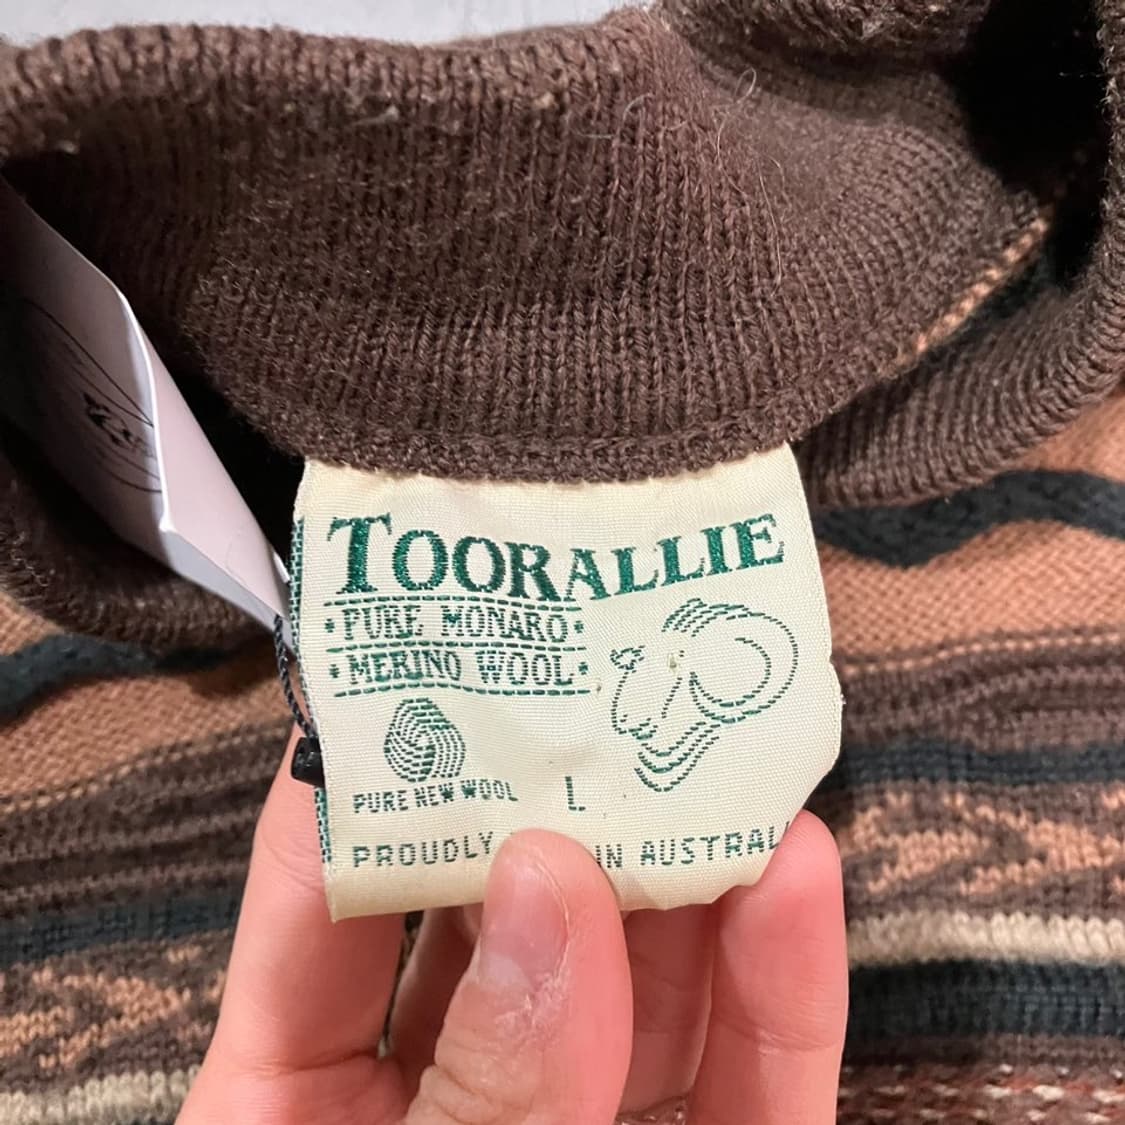 TOORALLIE
• PURE MONARO •
• MERINO WOOL •
PURE NEW WOOL
L
PROUDLY IN AUSTRAL